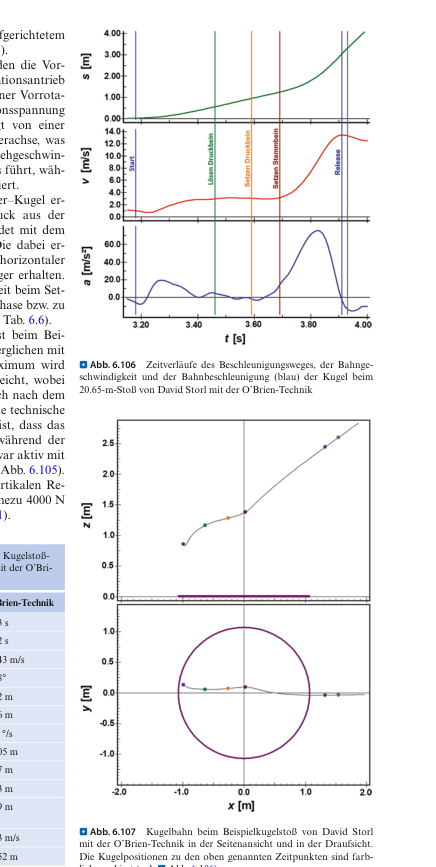 fgerichtetem
).
den die Vor-
ationsantrieb
ner Vorrota-
onsspannung
gt von einer
erachse, was
ehgeschwin-
s führt, wäh-
iert.
er–Kugel er-
uck aus der
det mit dem
Die dabei er-
horizontaler
ger erhalten.
eit beim Set-
hase bzw. zu
Tab. 6.6).
st beim Bei-
erglichen mit
ximum wird
eicht, wobei
ch nach dem
e technische
ist, dass das
während der
war aktiv mit
Abb. 6.105).
rtikalen Re-
nezu 4000 N
).
Kugelstoß-
it der O'Bri-
Brien-Technik
s
2 s
43 m/s
8°
2 m
6 m
°/s
05 m
7 m
3 m
9 m
3 m/s
52 m
s [m]
4.00
3.00
2.00
1.00
0.00
v [m/s]
14.0
12.0
10.0
8.0
6.0
4.0
2.0
0.0
Start
Lösen Druckbein
Setzen Druckbein
Setzen Stemmbein
Release
a [m/s²]
60.0
40.0
20.0
0.00
3.20
3.40
3.60
3.80
4.00
t [s]
Abb. 6.106 Zeitverläufe des Beschleunigungsweges, der Bahnge-
schwindigkeit und der Bahnbeschleunigung (blau) der Kugel beim
20.65-m-Stoß von David Storl mit der O'Brien-Technik
z [m]
2.5
2.0
1.5
1.0
0.5
0.0
y [m]
1.0
0.5
0.0
-0.5
-1.0
-2.0
-1.0
0.0
1.0
2.0
x [m]
Abb. 6.107 Kugelbahn beim Beispielkugelstoß von David Storl
mit der O'Brien-Technik in der Seitenansicht und in der Draufsicht.
Die Kugelpositionen zu den oben genannten Zeitpunkten sind farb-